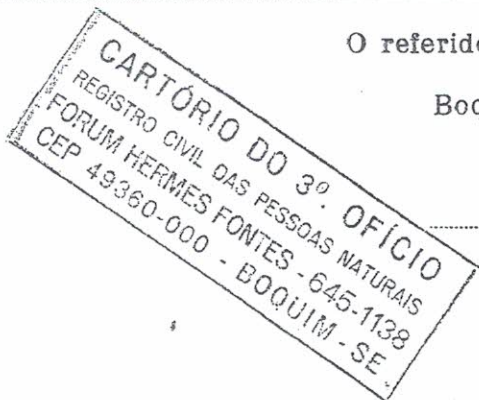 O referido
Boq
CARTÓRIO DO 3º. OFÍCIO
REGISTRO CIVIL DAS PESSOAS NATURAIS
FORUM HERMES FONTES - 645-1138
CEP 49360-000 - BOQUIM - SE